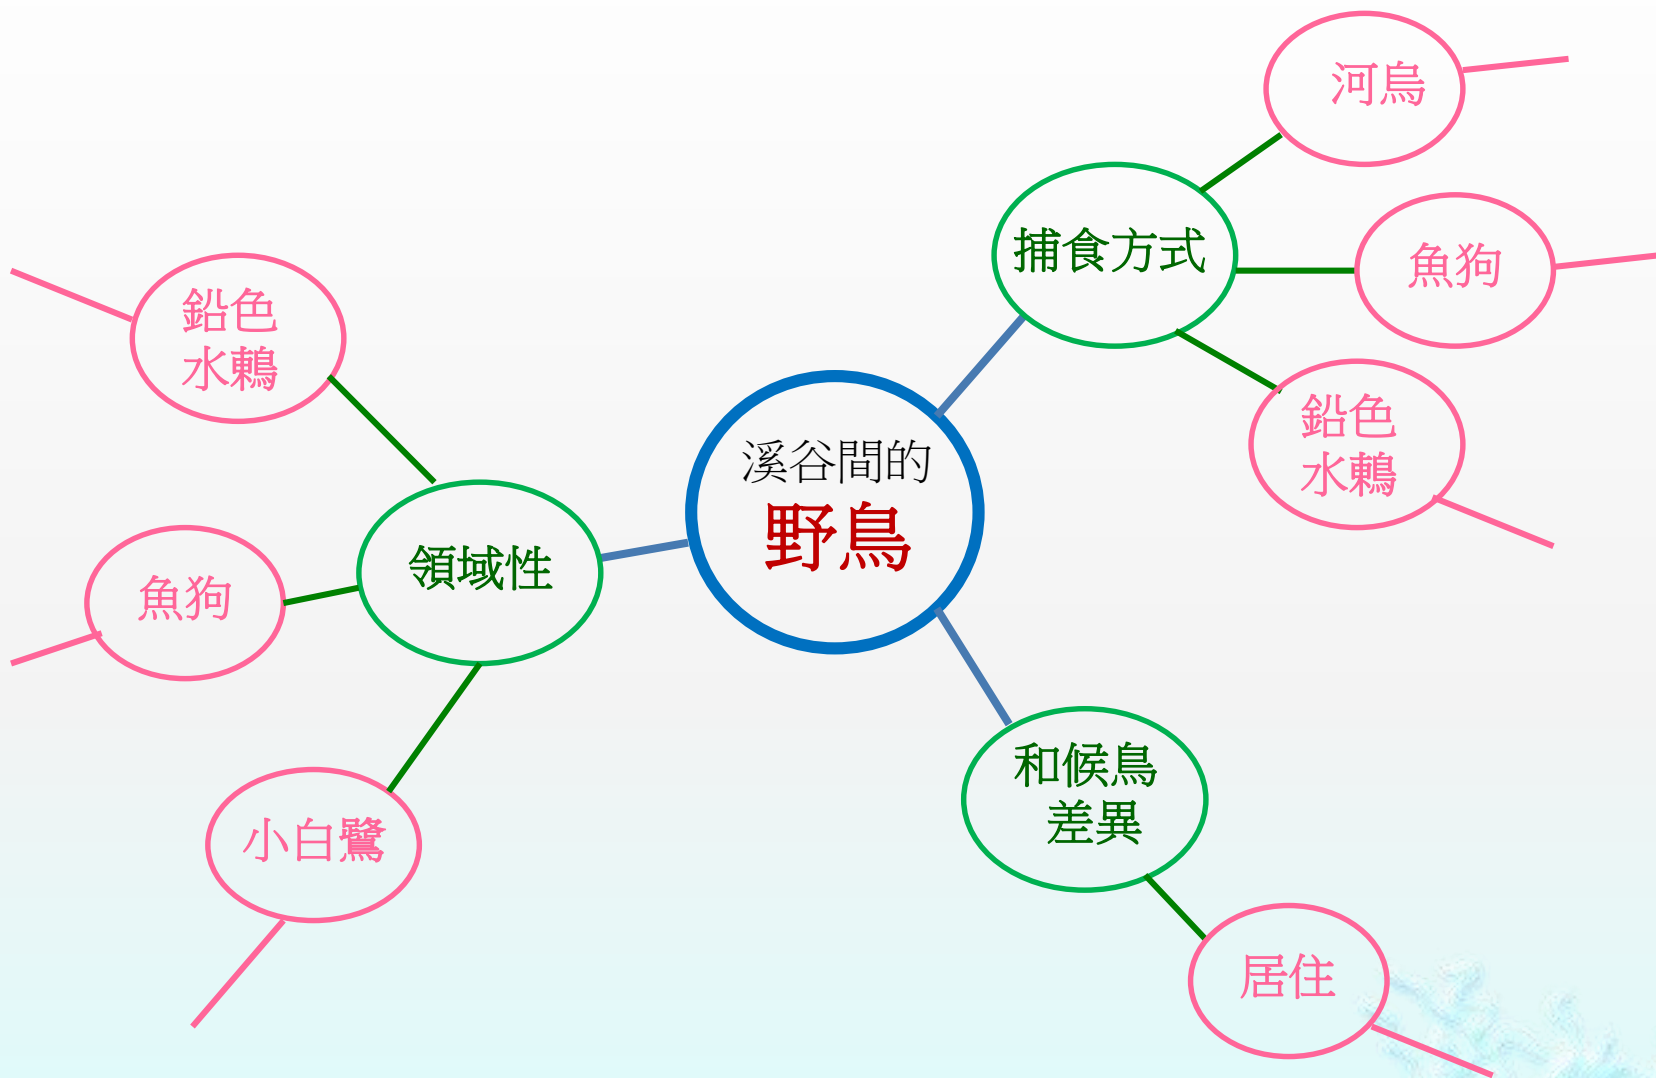 溪谷間的
野鳥
捕食方式
河烏
魚狗
鉛色
水鶇
和候鳥
差異
居住
領域性
鉛色
水鶇
魚狗
小白鷺